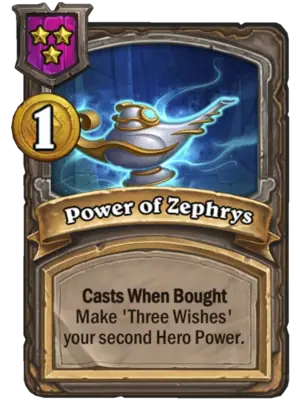 1
Power of Zephrys
Casts When Bought
Make 'Three Wishes'
your second Hero Power.